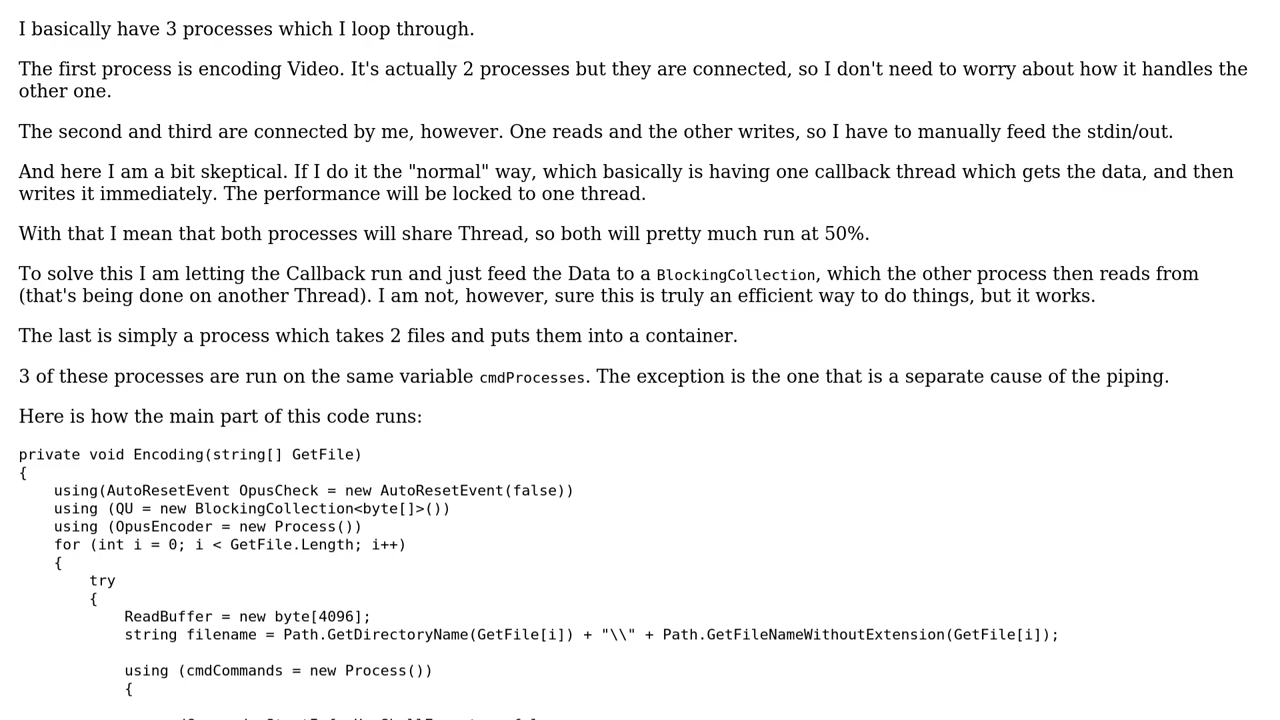 I basically have 3 processes which I loop through.
The first process is encoding Video. It's actually 2 processes but they are connected, so I don't need to worry about how it handles the
other one.
The second and third are connected by me, however. One reads and the other writes, so I have to manually feed the stdin/out.
And here I am a bit skeptical. If I do it the "normal" way, which basically is having one callback thread which gets the data, and then
writes it immediately. The performance will be locked to one thread.
With that I mean that both processes will share Thread, so both will pretty much run at 50%.
To solve this I am letting the Callback run and just feed the Data to a BlockingCollection, which the other process then reads from
(that's being done on another Thread). I am not, however, sure this is truly an efficient way to do things, but it works.
The last is simply a process which takes 2 files and puts them into a container.
3 of these processes are run on the same variable cmdProcesses. The exception is the one that is a separate cause of the piping.
Here is how the main part of this code runs:
private void Encoding(string[] GetFile)
{
    using(AutoResetEvent OpusCheck = new AutoResetEvent(false))
    using (QU = new BlockingCollection<byte[]>())
    using (OpusEncoder = new Process())
    for (int i = 0; i < GetFile.Length; i++)
    {
        try
        {
            ReadBuffer = new byte[4096];
            string filename = Path.GetDirectoryName(GetFile[i]) + "\\" + Path.GetFileNameWithoutExtension(GetFile[i]);
            using (cmdCommands = new Process())
            {